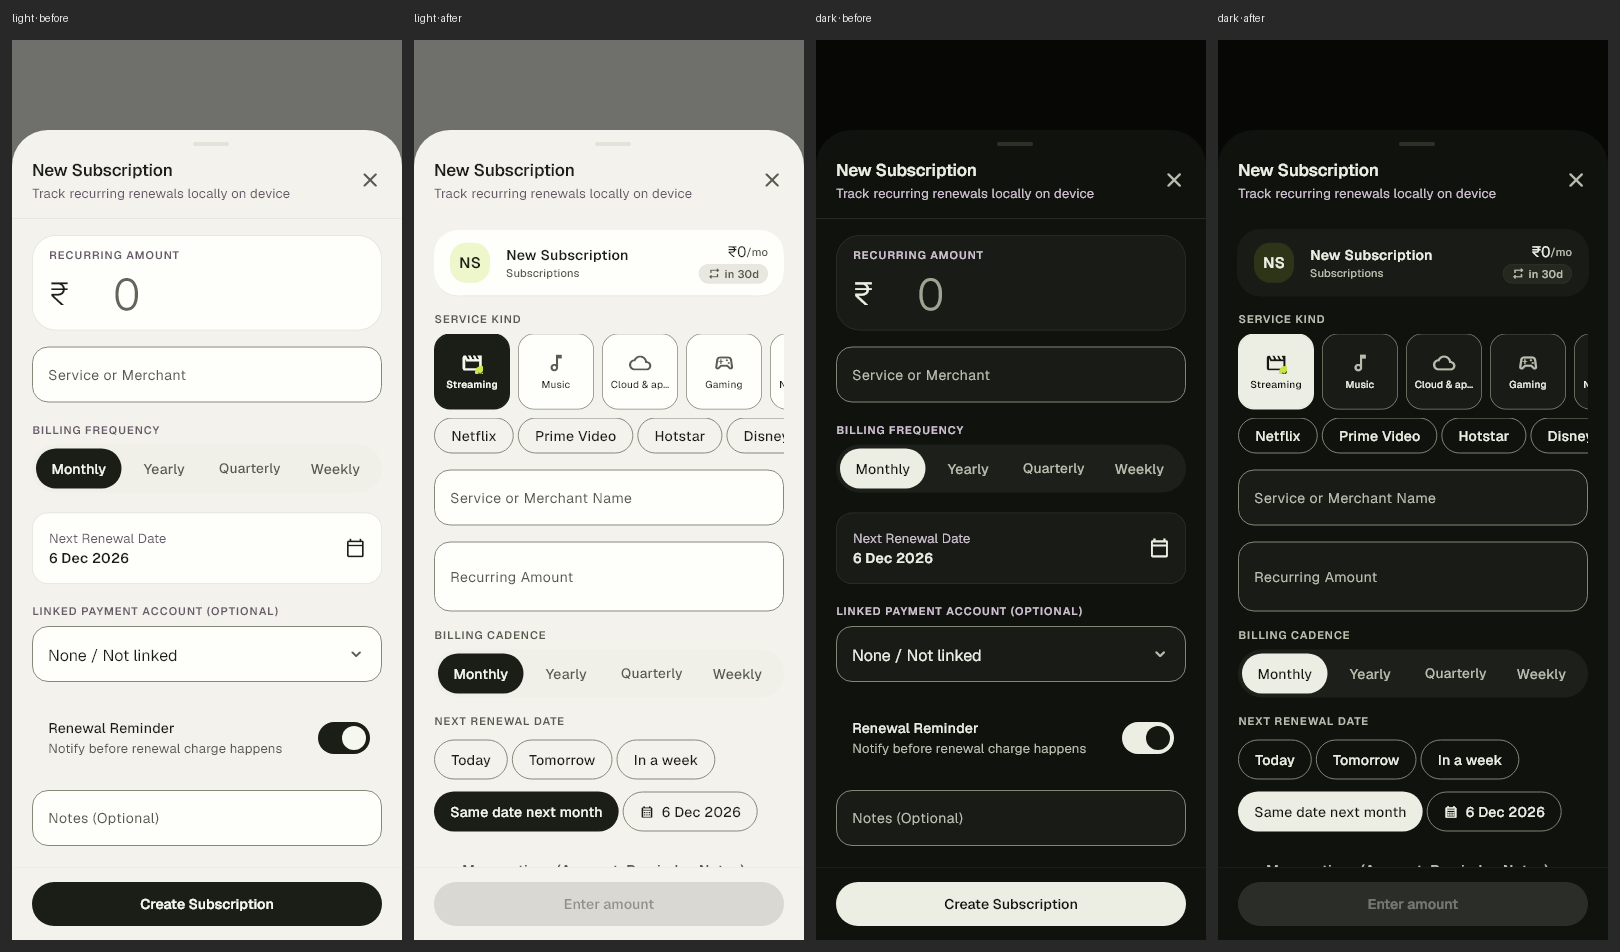 light·before
New Subscription
Track recurring renewals locally on device
RECURRING AMOUNT
₹ 0
Service or Merchant
BILLING FREQUENCY
Monthly Yearly Quarterly Weekly
Next Renewal Date
6 Dec 2026
LINKED PAYMENT ACCOUNT (OPTIONAL)
None / Not linked
Renewal Reminder
Notify before renewal charge happens
Notes (Optional)
Create Subscription
light·after
New Subscription
Track recurring renewals locally on device
NS New Subscription ₹0/mo
Subscriptions in 30d
SERVICE KIND
Streaming Music Cloud & ap... Gaming
Netflix Prime Video Hotstar Disney
Service or Merchant Name
Recurring Amount
BILLING CADENCE
Monthly Yearly Quarterly Weekly
NEXT RENEWAL DATE
Today Tomorrow In a week
Same date next month 6 Dec 2026
Enter amount
dark·before
New Subscription
Track recurring renewals locally on device
RECURRING AMOUNT
₹ 0
Service or Merchant
BILLING FREQUENCY
Monthly Yearly Quarterly Weekly
Next Renewal Date
6 Dec 2026
LINKED PAYMENT ACCOUNT (OPTIONAL)
None / Not linked
Renewal Reminder
Notify before renewal charge happens
Notes (Optional)
Create Subscription
dark·after
New Subscription
Track recurring renewals locally on device
NS New Subscription ₹0/mo
Subscriptions in 30d
SERVICE KIND
Streaming Music Cloud & ap... Gaming
Netflix Prime Video Hotstar Disney
Service or Merchant Name
Recurring Amount
BILLING CADENCE
Monthly Yearly Quarterly Weekly
NEXT RENEWAL DATE
Today Tomorrow In a week
Same date next month 6 Dec 2026
Enter amount